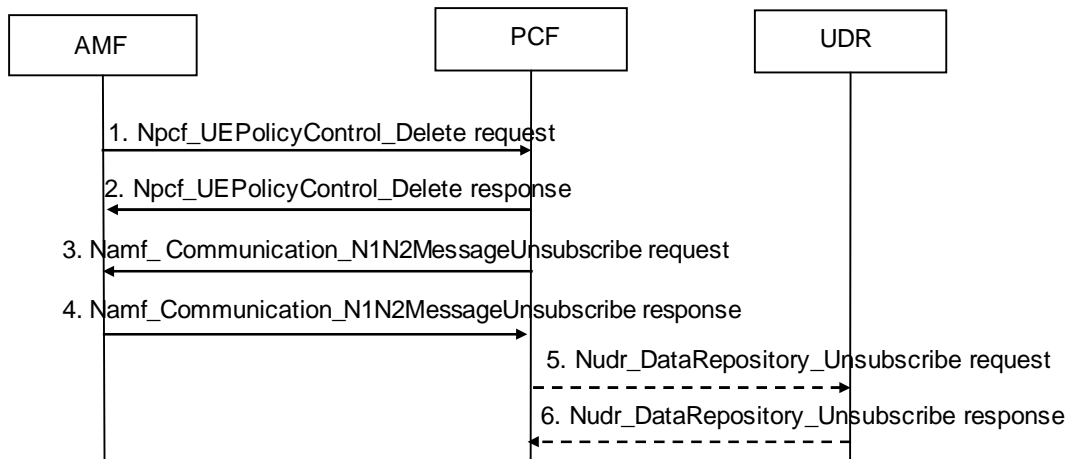 AMF
PCF
UDR
1. Npcf_UEPolicyControl_Delete request
2. Npcf_UEPolicyControl_Delete response
3. Namf_ Communication_N1N2MessageUnsubscribe request
4. Namf_Communication_N1N2MessageUnsubscribe response
5. Nudr_DataRepository_Unsubscribe request
6. Nudr_DataRepository_Unsubscribe response